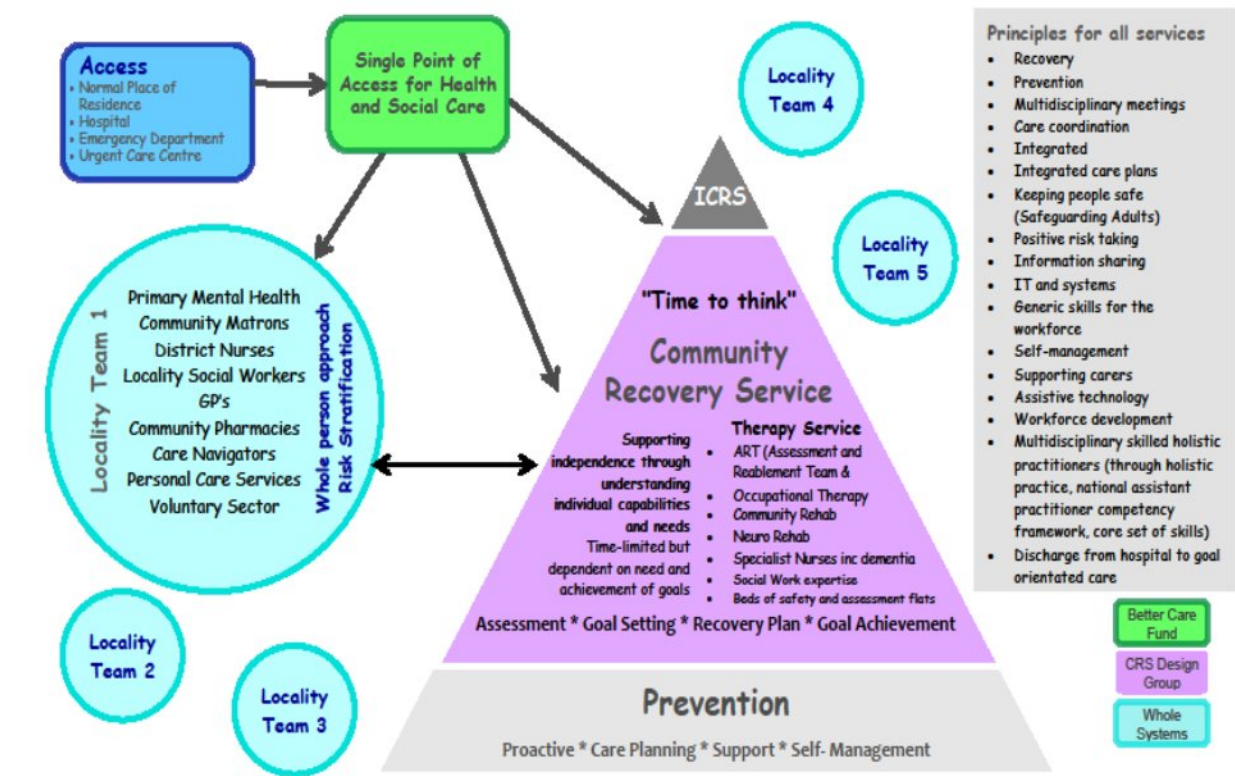 Access
• Normal Place of
Residence
• Hospital
• Emergency Department
• Urgent Care Centre
Single Point of
Access for Health
and Social Care
Locality
Team 4
Locality
Team 5
Locality Team 1
Primary Mental Health
Community Matrons
District Nurses
Locality Social Workers
GP's
Community Pharmacies
Care Navigators
Personal Care Services
Voluntary Sector
Whole person approach
Risk Stratification
Locality
Team 2
Locality
Team 3
ICRS
"Time to think"
Community
Recovery Service
Supporting
independence through
understanding
individual capabilities
and needs
Time-limited but
dependent on need and
achievement of goals
Therapy Service
• ART (Assessment and
Reablement Team &
• Occupational Therapy
• Community Rehab
• Neuro Rehab
• Specialist Nurses inc dementia
• Social Work expertise
• Beds of safety and assessment flats
Assessment * Goal Setting * Recovery Plan * Goal Achievement
Prevention
Proactive * Care Planning * Support * Self- Management
Principles for all services
• Recovery
• Prevention
• Multidisciplinary meetings
• Care coordination
• Integrated
• Integrated care plans
• Keeping people safe
(Safeguarding Adults)
• Positive risk taking
• Information sharing
• IT and systems
• Generic skills for the
workforce
• Self-management
• Supporting carers
• Assistive technology
• Workforce development
• Multidisciplinary skilled holistic
practitioners (through holistic
practice, national assistant
practitioner competency
framework, core set of skills)
• Discharge from hospital to goal
orientated care
Better Care
Fund
CRS Design
Group
Whole
Systems